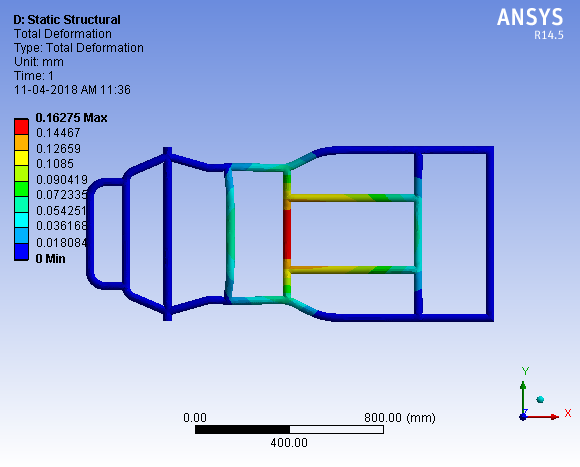 D: Static Structural
Total Deformation
Type: Total Deformation
Unit: mm
Time: 1
11-04-2018 AM 11:36
ANSYS
R14.5
0.16275 Max
0.14467
0.12659
0.1085
0.090419
0.072335
0.054251
0.036168
0.018084
0 Min
Y
X
Z
0.00
800.00 (mm)
400.00